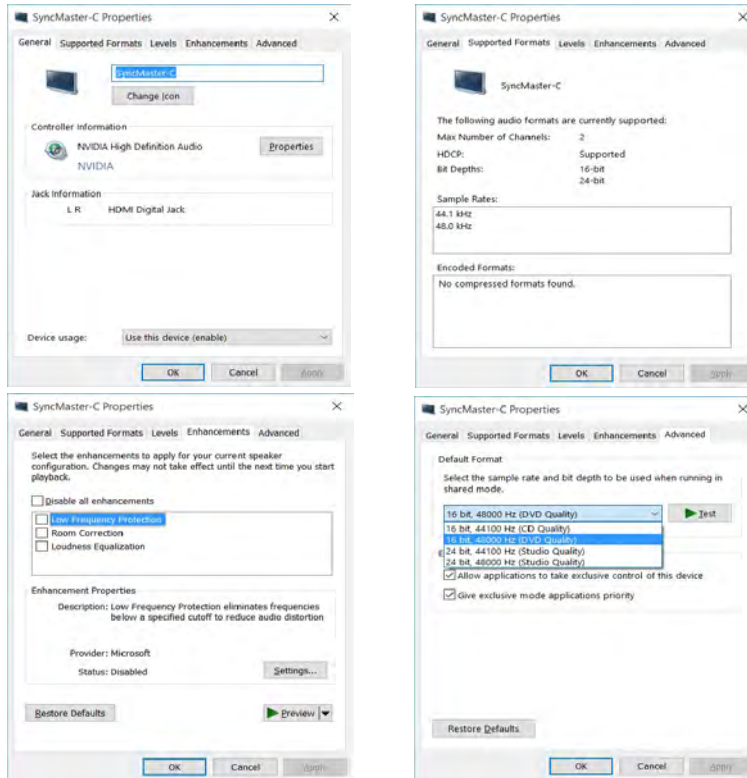 SyncMaster-C Properties
General Supported Formats Levels Enhancements Advanced
SyncMaster-C
Change Icon
Controller Information
NVIDIA High Definition Audio
Properties
NVIDIA
Jack Information
L R HDMI Digital Jack
Device usage: Use this device (enable)
OK Cancel Apply
SyncMaster-C Properties
General Supported Formats Levels Enhancements Advanced
SyncMaster-C
The following audio formats are currently supported:
Max Number of Channels: 2
HDCP: Supported
Bit Depths: 16-bit
24-bit
Sample Rates:
44.1 kHz
48.0 kHz
Encoded Formats:
No compressed formats found.
OK Cancel Apply
SyncMaster-C Properties
General Supported Formats Levels Enhancements Advanced
Select the enhancements to apply for your current speaker
configuration. Changes may not take effect until the next time you start
playback.
Disable all enhancements
Low Frequency Protection
Room Correction
Loudness Equalization
Enhancement Properties
Description: Low Frequency Protection eliminates frequencies
below a specified cutoff to reduce audio distortion
Provider: Microsoft
Status: Disabled
Settings...
Restore Defaults
Preview
OK Cancel Apply
SyncMaster-C Properties
General Supported Formats Levels Enhancements Advanced
Default Format
Select the sample rate and bit depth to be used when running in
shared mode.
16 bit, 48000 Hz (DVD Quality)
Test
16 bit, 44100 Hz (CD Quality)
16 bit, 48000 Hz (DVD Quality)
24 bit, 44100 Hz (Studio Quality)
24 bit, 48000 Hz (Studio Quality)
Allow applications to take exclusive control of this device
Give exclusive mode applications priority
Restore Defaults
OK Cancel Apply